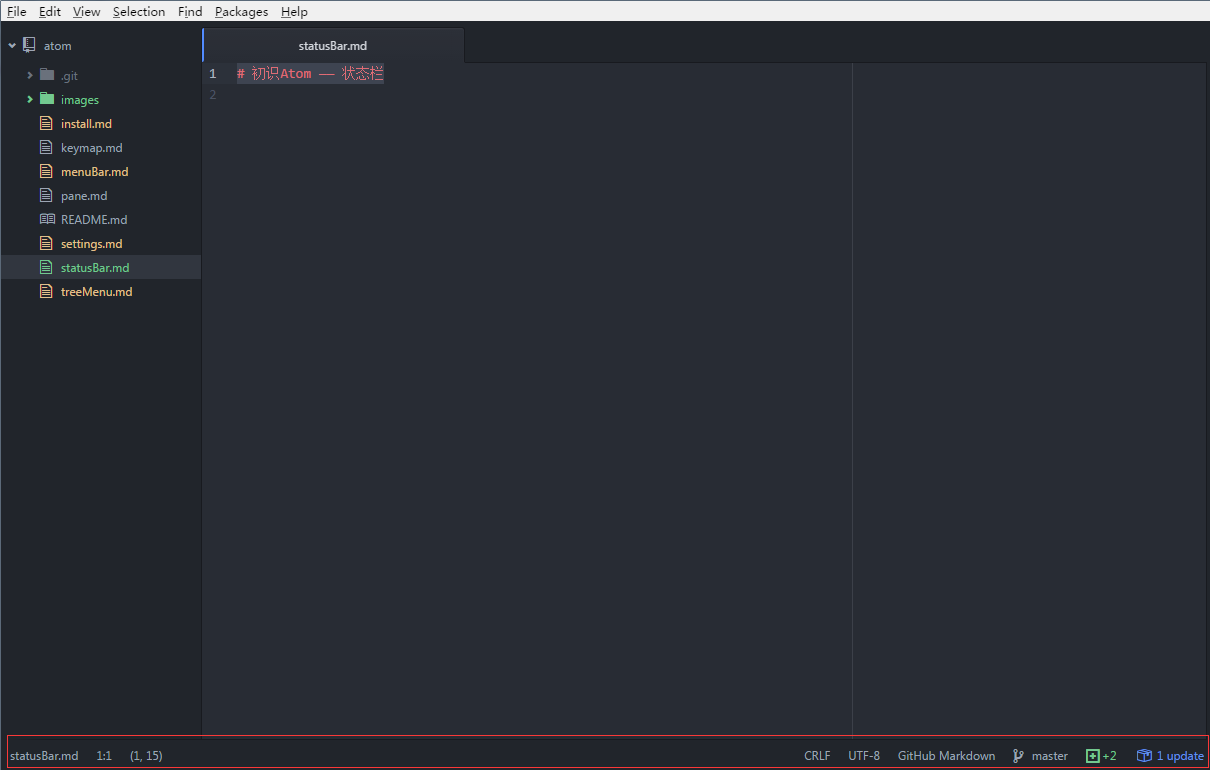 File Edit View Selection Find Packages Help
atom
.git
images
install.md
keymap.md
menuBar.md
pane.md
README.md
settings.md
statusBar.md
treeMenu.md
statusBar.md
1 # 初识Atom —— 状态栏
2
statusBar.md 1:1 (1, 15) CRLF UTF-8 GitHub Markdown master +2 1 update